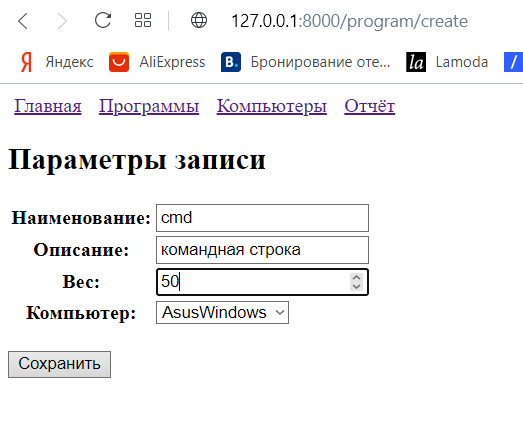 127.0.0.1:8000/program/create
Я Яндекс AliExpress B. Бронирование оте... la Lamoda /
Главная Программы Компьютеры Отчёт
Параметры записи
Наименование: cmd
Описание: командная строка
Вес: 50
Компьютер: AsusWindows
Сохранить